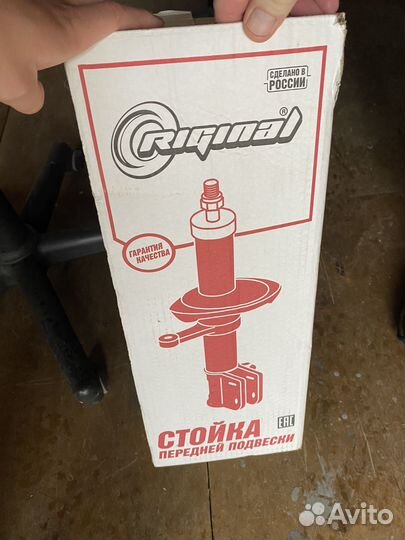 СДЕЛАНО В
РОССИИ
ORIGINAL®
ГАРАНТИЯ
КАЧЕСТВА
СТОЙКА
ПЕРЕДНЕЙ ПОДВЕСКИ
EAC
Avito